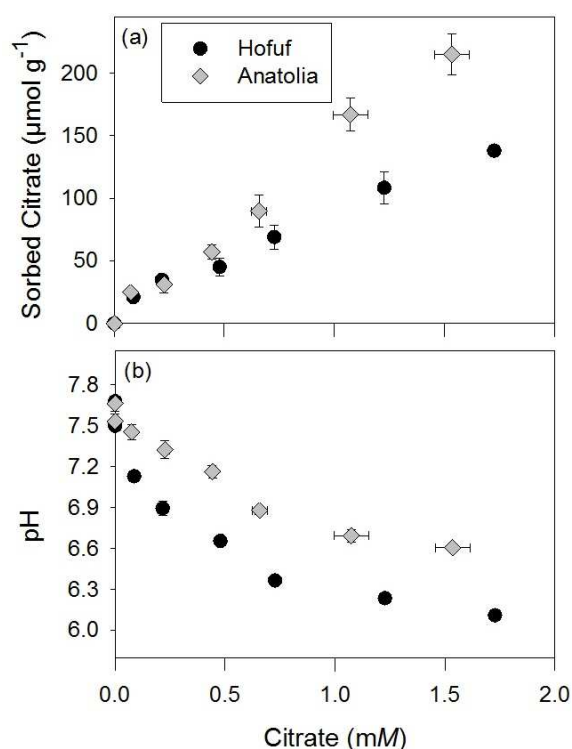 (a)
Hofuf
Anatolia
Sorbed Citrate (µmol g⁻¹)
200
150
100
50
0
(b)
pH
7.8
7.5
7.2
6.9
6.6
6.3
6.0
0.0 0.5 1.0 1.5 2.0
Citrate (mM)